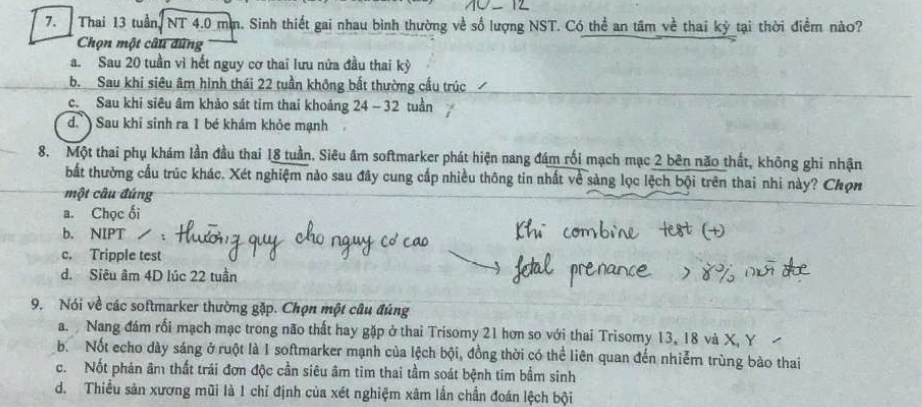 10 - 12
7. Thai 13 tuần, NT 4.0 mm. Sinh thiết gai nhau bình thường về số lượng NST. Có thể an tâm về thai kỳ tại thời điểm nào?
Chọn một câu đúng
a. Sau 20 tuần vì hết nguy cơ thai lưu nửa đầu thai kỳ
b. Sau khi siêu âm hình thái 22 tuần không bất thường cấu trúc
c. Sau khi siêu âm khảo sát tim thai khoảng 24 – 32 tuần
d. Sau khi sinh ra 1 bé khám khỏe mạnh
8. Một thai phụ khám lần đầu thai 18 tuần. Siêu âm softmarker phát hiện nang đám rối mạch mạc 2 bên não thất, không ghi nhận
bất thường cấu trúc khác. Xét nghiệm nào sau đây cung cấp nhiều thông tin nhất về sàng lọc lệch bội trên thai nhi này? Chọn
một câu đúng
a. Chọc ối
b. NIPT : thường quy cho nguy cơ cao
Khi combine test (+)
c. Tripple test
→ fetal
d. Siêu âm 4D lúc 22 tuần
9. Nói về các softmarker thường gặp. Chọn một câu đúng
a. Nang đám rối mạch mạc trong não thất hay gặp ở thai Trisomy 21 hơn so với thai Trisomy 13, 18 và X, Y
b. Nốt echo dày sáng ở ruột là 1 softmarker mạnh của lệch bội, đồng thời có thể liên quan đến nhiễm trùng bào thai
c. Nốt phản âm thất trái đơn độc cần siêu âm tim thai tầm soát bệnh tim bẩm sinh
d. Thiểu sản xương mũi là 1 chỉ định của xét nghiệm xâm lấn chẩn đoán lệch bội